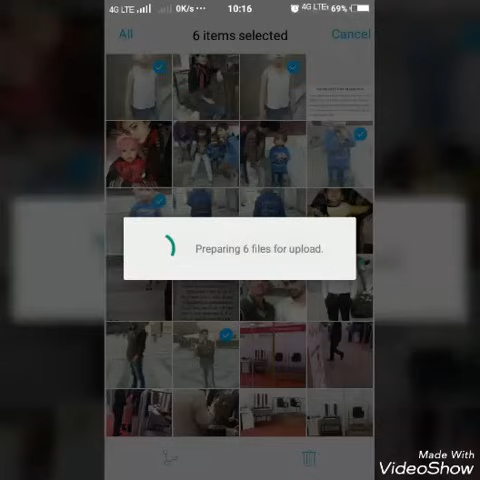 4G LTE 0K/s ··· 10:16 4G LTE 69%
All 6 items selected Cancel
Preparing 6 files for upload.
Made With
VideoShow